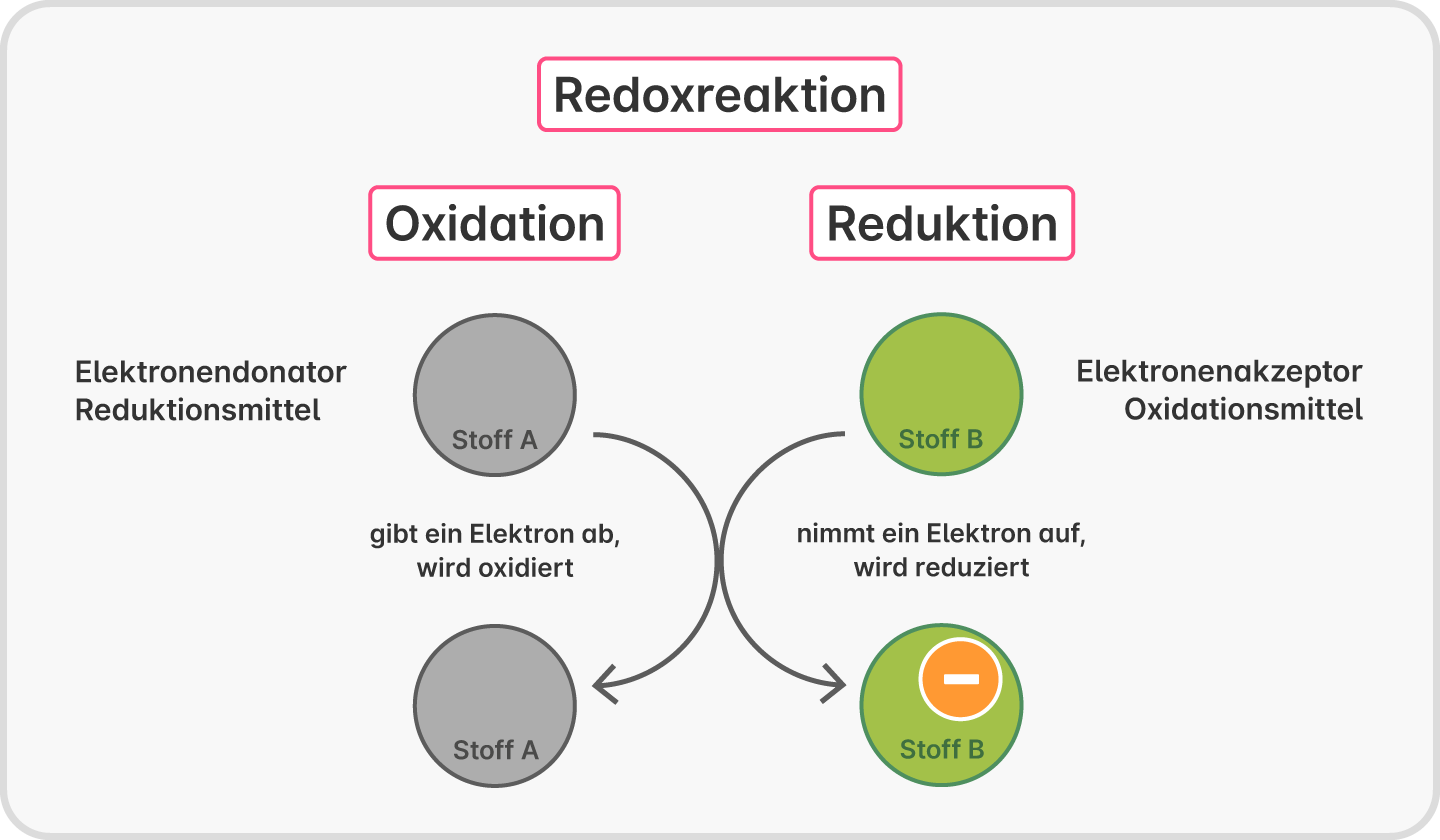 Redoxreaktion
Oxidation
Reduktion
Elektronendonator
Reduktionsmittel
Stoff A
Stoff B
Elektronenakzeptor
Oxidationsmittel
gibt ein Elektron ab,
wird oxidiert
nimmt ein Elektron auf,
wird reduziert
Stoff A
Stoff B